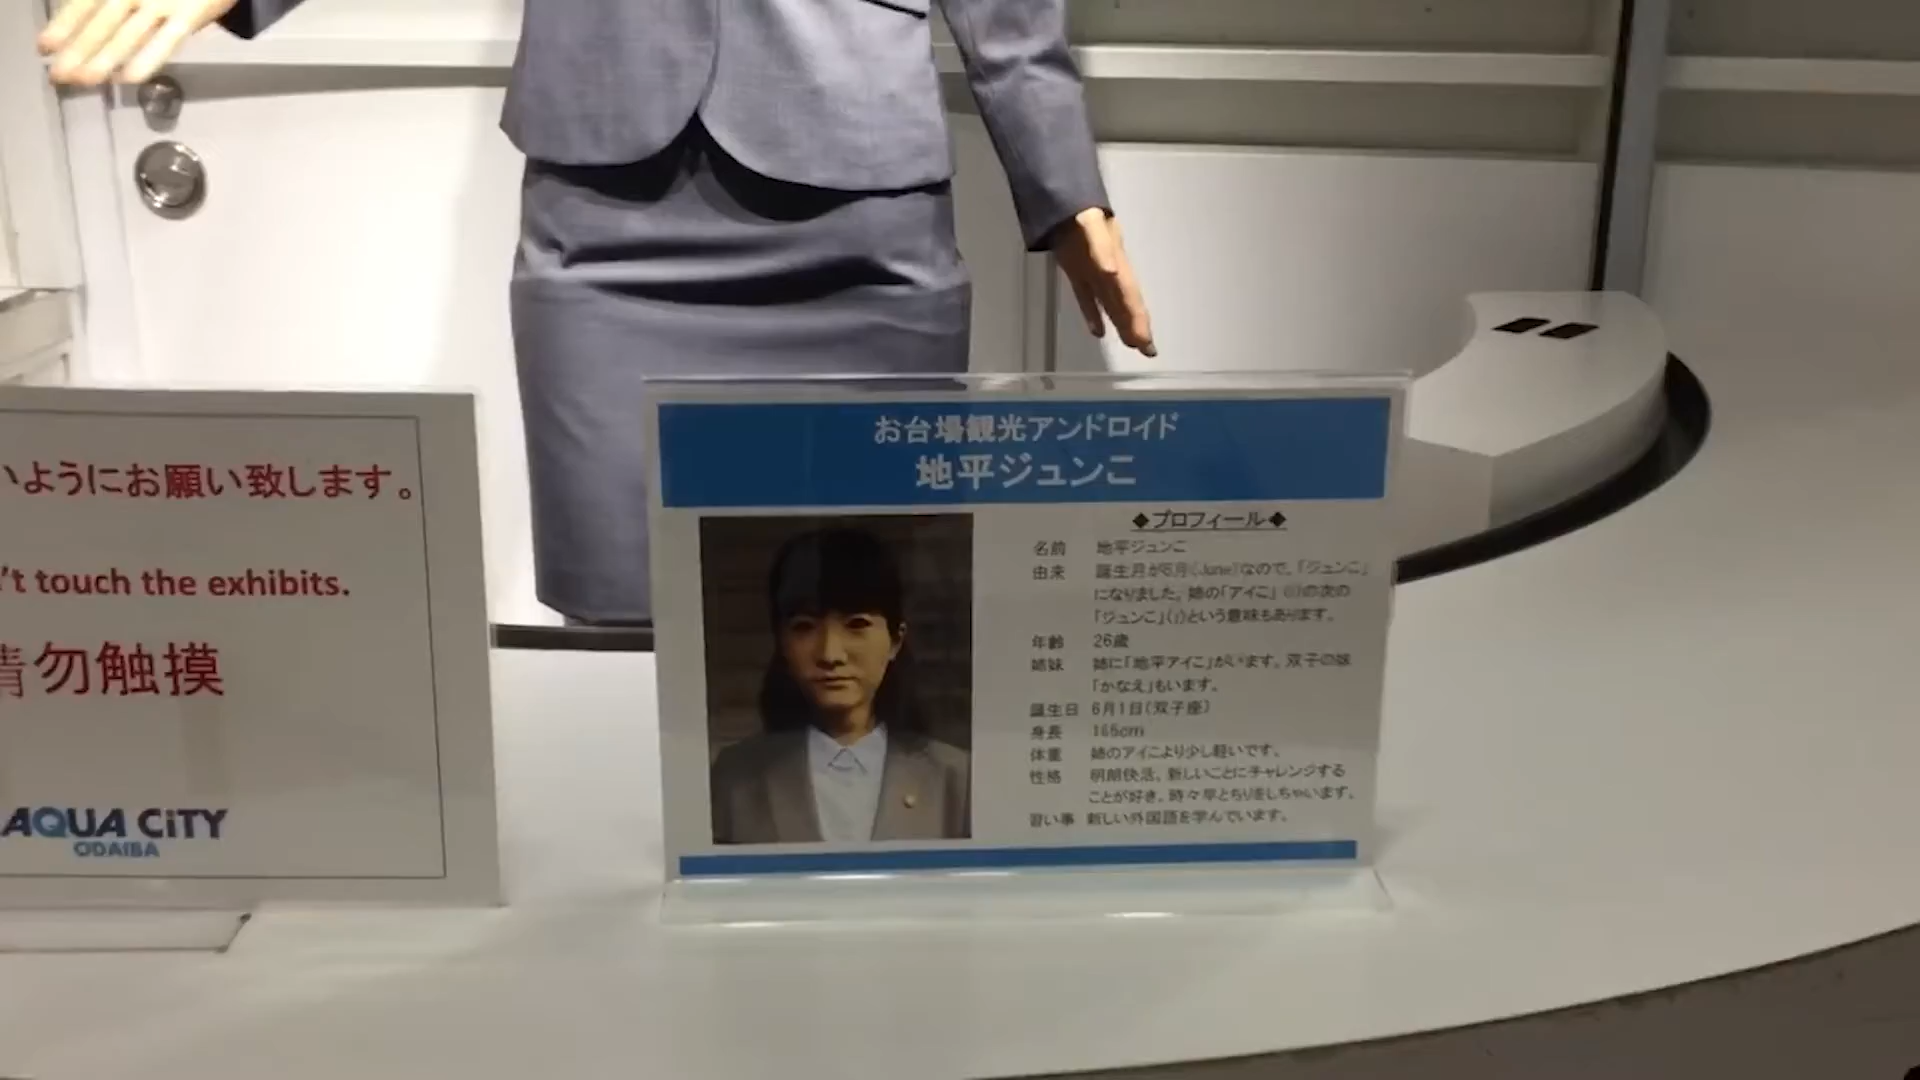 いようにお願い致します。
't touch the exhibits.
请勿触摸
AQUA CiTY
ODAIBA
お台場観光アンドロイド
地平ジュンこ
◆プロフィール◆
名前 地平ジュンこ
由来 誕生月が6月(June)なので、「ジュンこ」
になりました。姉の「アイこ」(i)の次の
「ジュンこ」(j)という意味もあります。
年齢 26歳
姉妹 姉に「地平アイこ」がいます。双子の妹
「かなえ」もいます。
誕生日 6月1日(双子座)
身長 165cm
体重 姉のアイこより少し軽いです。
性格 明朗快活。新しいことにチャレンジする
ことが好き。時々早とちりをしちゃいます。
習い事 新しい外国語を学んでいます。